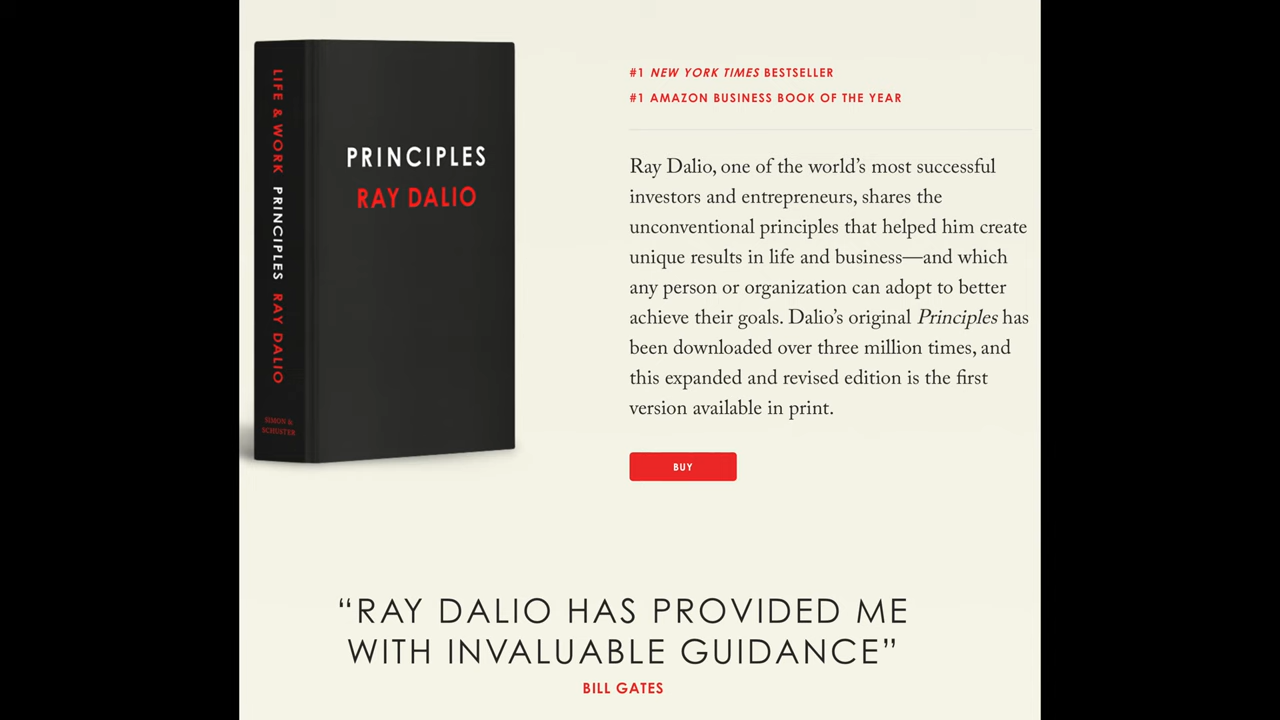 LIFE & WORK PRINCIPLES RAY DALIO
SIMON &
SCHUSTER
PRINCIPLES
RAY DALIO
#1 NEW YORK TIMES BESTSELLER
#1 AMAZON BUSINESS BOOK OF THE YEAR
Ray Dalio, one of the world’s most successful
investors and entrepreneurs, shares the
unconventional principles that helped him create
unique results in life and business—and which
any person or organization can adopt to better
achieve their goals. Dalio’s original Principles has
been downloaded over three million times, and
this expanded and revised edition is the first
version available in print.
BUY
“RAY DALIO HAS PROVIDED ME
WITH INVALUABLE GUIDANCE”
BILL GATES